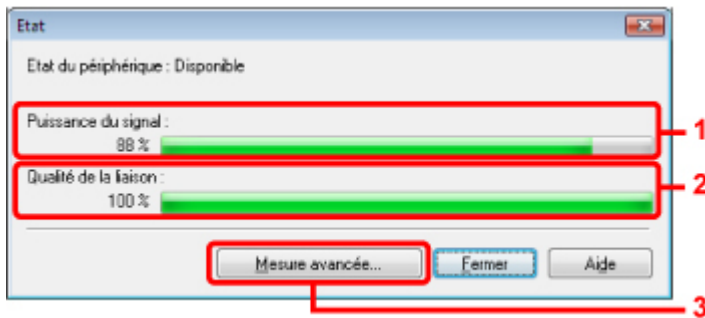 Etat
Etat du périphérique : Disponible
Puissance du signal :
88 %
1
Qualité de la liaison :
100 %
2
Mesure avancée...
Fermer
Aide
3